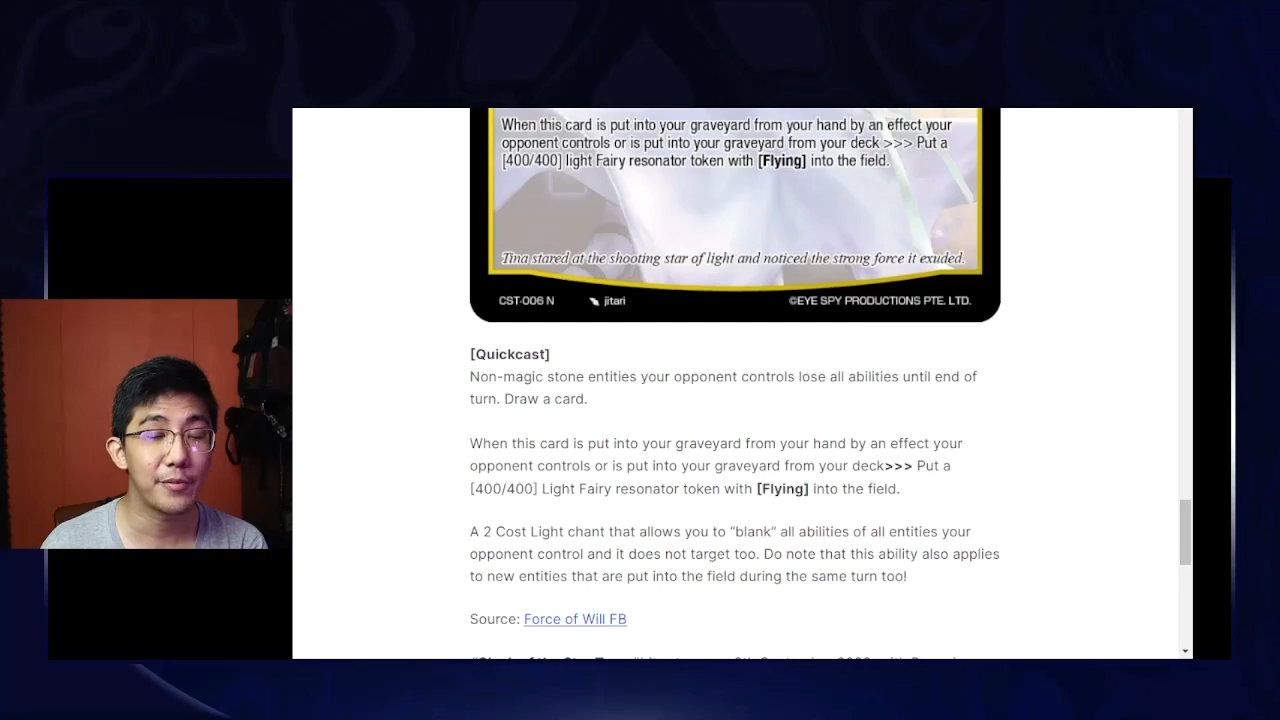 When this card is put into your graveyard from your hand by an effect your
opponent controls or is put into your graveyard from your deck >>> Put a
[400/400] light Fairy resonator token with [Flying] into the field.
Tina stared at the shooting star of light and noticed the strong force it exuded.
CST-006 N jitari ©EYE SPY PRODUCTIONS PTE. LTD.
[Quickcast]
Non-magic stone entities your opponent controls lose all abilities until end of
turn. Draw a card.
When this card is put into your graveyard from your hand by an effect your
opponent controls or is put into your graveyard from your deck>>> Put a
[400/400] Light Fairy resonator token with [Flying] into the field.
A 2 Cost Light chant that allows you to “blank” all abilities of all entities your
opponent control and it does not target too. Do note that this ability also applies
to new entities that are put into the field during the same turn too!
Source: Force of Will FB